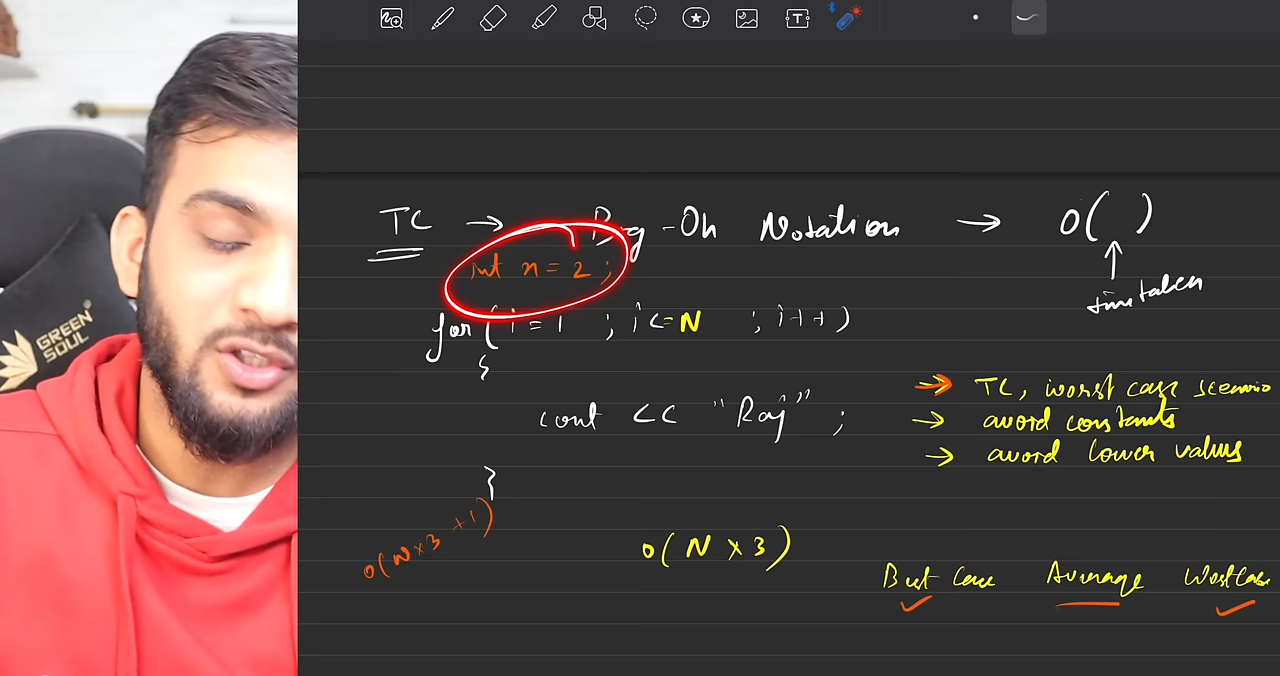 GREEN
SOUL
TC → Big-Oh Notation → O( )
int n = 2 ;
time taken
for ( i = 1 ; i <= N ; i++ )
{
→ TC, worst case scenario
cout << "Raj" ;
→ avoid constants
→ avoid lower values
}
O(N x 3 + 1)
O( N x 3 )
Best Case Average Worst Case